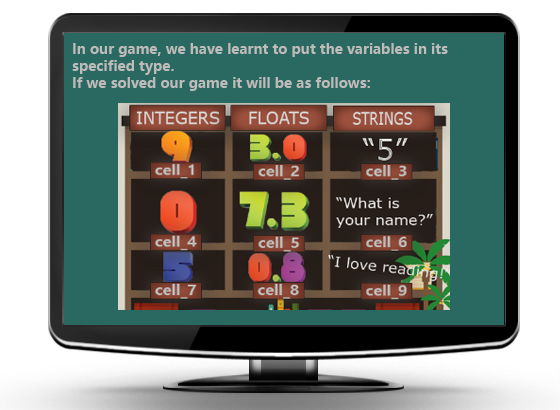 In our game, we have learnt to put the variables in its
specified type.
If we solved our game it will be as follows:
INTEGERS FLOATS STRINGS
9 3.0 “5”
cell_1 cell_2 cell_3
0 7.3 “What is
your name?”
cell_4 cell_5 cell_6
5 0.8 “I love reading!
cell_7 cell_8 cell_9